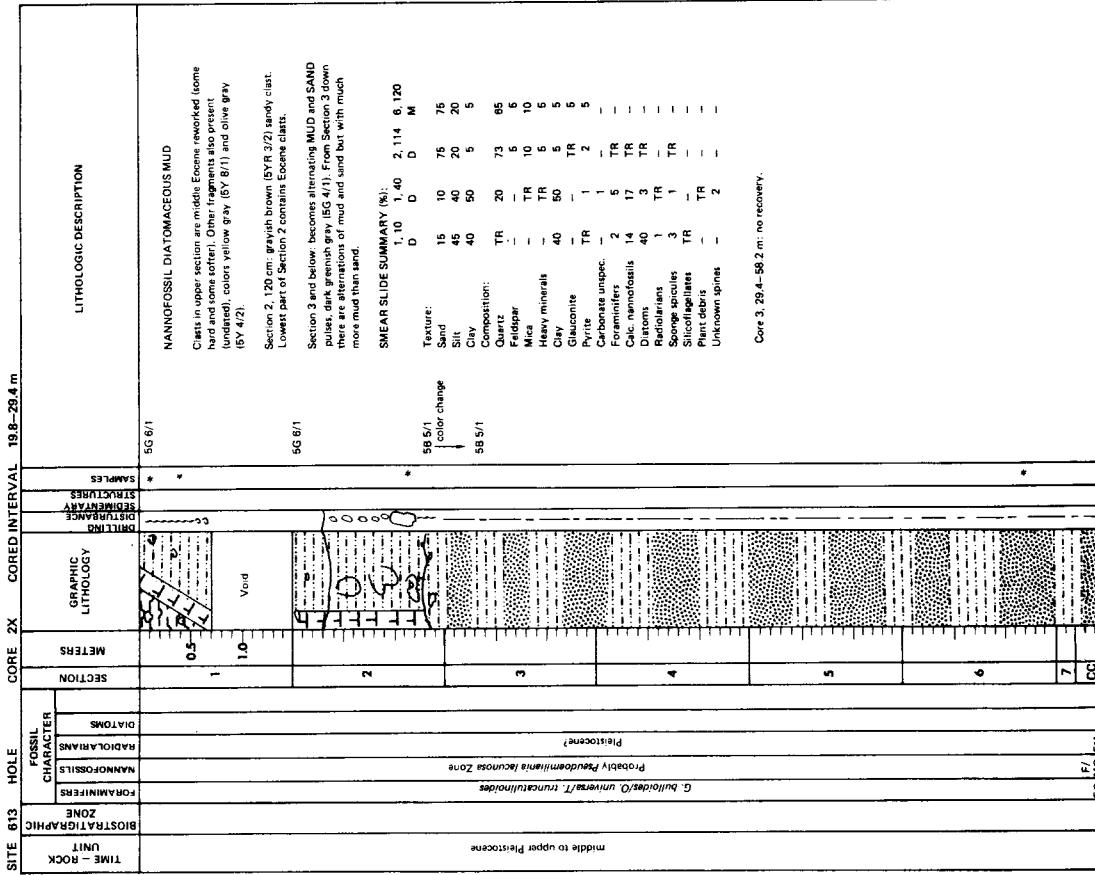 SITE 613 HOLE CORE 2X CORED INTERVAL 19.8–29.4 m
TIME – ROCK UNIT
BIOSTRATIGRAPHIC ZONE
FOSSIL CHARACTER
FORAMINIFERS
NANNOFOSSILS
RADIOLARIANS
DIATOMS
SECTION
METERS
GRAPHIC LITHOLOGY
DRILLING DISTURBANCE
SEDIMENTARY STRUCTURES
SAMPLES
LITHOLOGIC DESCRIPTION
middle to upper Pleistocene
G. bulloides/O. universa/T. truncatulinoides
Probably Pseudoemiliania lacunosa Zone
Pleistocene?
F/
1
0.5
1.0
Void
2
3
4
5
6
7
CC
*
*
*
*
5G 6/1
5G 6/1
5B 5/1
color change
5B 5/1
NANNOFOSSIL DIATOMACEOUS MUD
Clasts in upper section are middle Eocene reworked (some
hard and some softer). Other fragments also present
(undated), colors yellow gray (5Y 8/1) and olive gray
(5Y 4/2).
Section 2, 120 cm: grayish brown (5YR 3/2) sandy clast.
Lowest part of Section 2 contains Eocene clasts.
Section 3 and below: becomes alternating MUD and SAND
pulses, dark greenish gray (5G 4/1). From Section 3 down
there are alternations of mud and sand but with much
more mud than sand.
SMEAR SLIDE SUMMARY (%):
1, 10 1, 40 2, 114 6, 120
D D D M
Texture:
Sand 15 10 75 75
Silt 45 40 20 20
Clay 40 50 5 5
Composition:
Quartz TR 20 73 65
Feldspar – – 5 5
Mica – TR 10 10
Heavy minerals – TR 5 5
Clay 40 50 5 5
Glauconite – – TR 5
Pyrite TR 1 2 5
Carbonate unspec. – 1 – –
Foraminifers 2 5 TR –
Calc. nannofossils 14 17 TR –
Diatoms 40 3 TR –
Radiolarians 1 TR – –
Sponge spicules 3 1 TR –
Silicoflagellates TR – – –
Plant debris – TR – –
Unknown spines – 2 – –
Core 3, 29.4–58.2 m: no recovery.